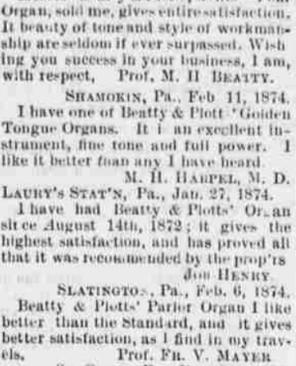 Organ, sold me, gives entire satisfaction.
It beauty of tone and style of workman-
ship are seldom if ever surpassed. Wish
ing you success in your business, I am,
with respect, Prof. M. H BEATTY.
SHAMOKIN, Pa., Feb 11, 1874.
I have one of Beatty & Plott 'Golden
Tongue Organs. It i an excellent in-
strument, fine tone and full power. I
like it better than any I have heard
M. H. HARPEL, M. D.
LAURY'S STAT'N, Pa., Jan. 27, 1874.
I have had Beatty & Plotts' Or.an
since August 14th, 1872; it gives the
highest satisfaction, and has proved all
that it was recommended by the prop'rs
JOH HENRY.
SLATINGTO., Pa., Feb. 6, 1874.
Beatty & Plotts' Parlor Organ I like
better than the Standard, and it gives
better satisfaction, as I find in my trav-
els. Prof. FR. V. MAYER